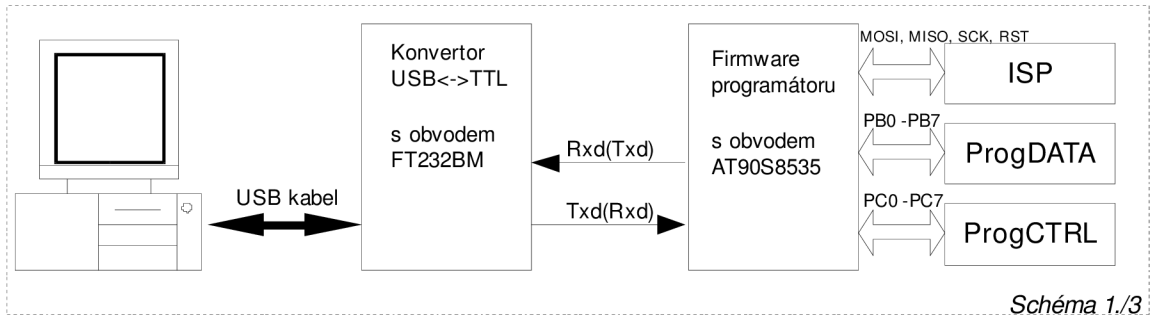 Konvertor
USB<->TTL
s obvodem
FT232BM
USB kabel
Rxd(Txd)
Txd(Rxd)
Firmware
programátoru
s obvodem
AT90S8535
MOSI, MISO, SCK, RST
ISP
PB0 -PB7
ProgDATA
PC0 -PC7
ProgCTRL
Schéma 1./3